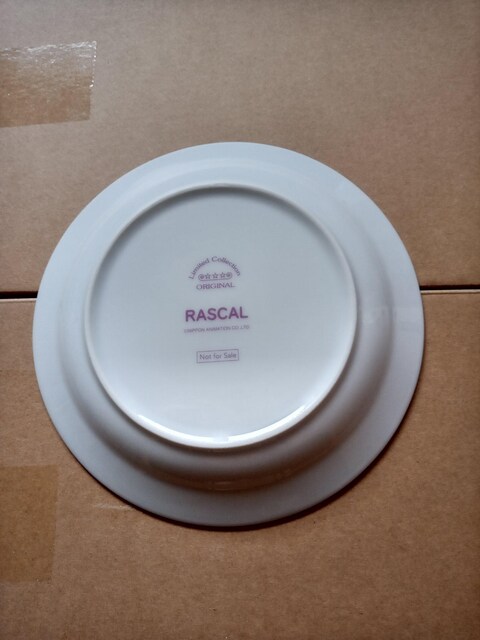 Limited Collection
☆☆☆☆☆
ORIGINAL
RASCAL
©NIPPON ANIMATION CO.,LTD.
Not for Sale